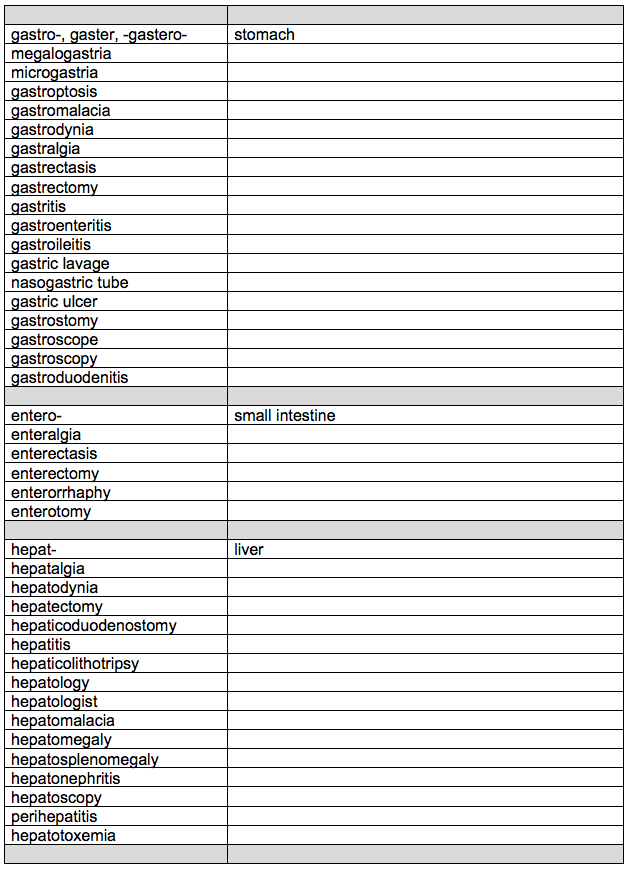 gastro-, gaster, -gastero- stomach
megalogastria
microgastria
gastroptosis
gastromalacia
gastrodynia
gastralgia
gastrectasis
gastrectomy
gastritis
gastroenteritis
gastroileitis
gastric lavage
nasogastric tube
gastric ulcer
gastrostomy
gastroscope
gastroscopy
gastroduodenitis
entero- small intestine
enteralgia
enterectasis
enterectomy
enterorrhaphy
enterotomy
hepat- liver
hepatalgia
hepatodynia
hepatectomy
hepaticoduodenostomy
hepatitis
hepaticolithotripsy
hepatology
hepatologist
hepatomalacia
hepatomegaly
hepatosplenomegaly
hepatonephritis
hepatoscopy
perihepatitis
hepatotoxemia